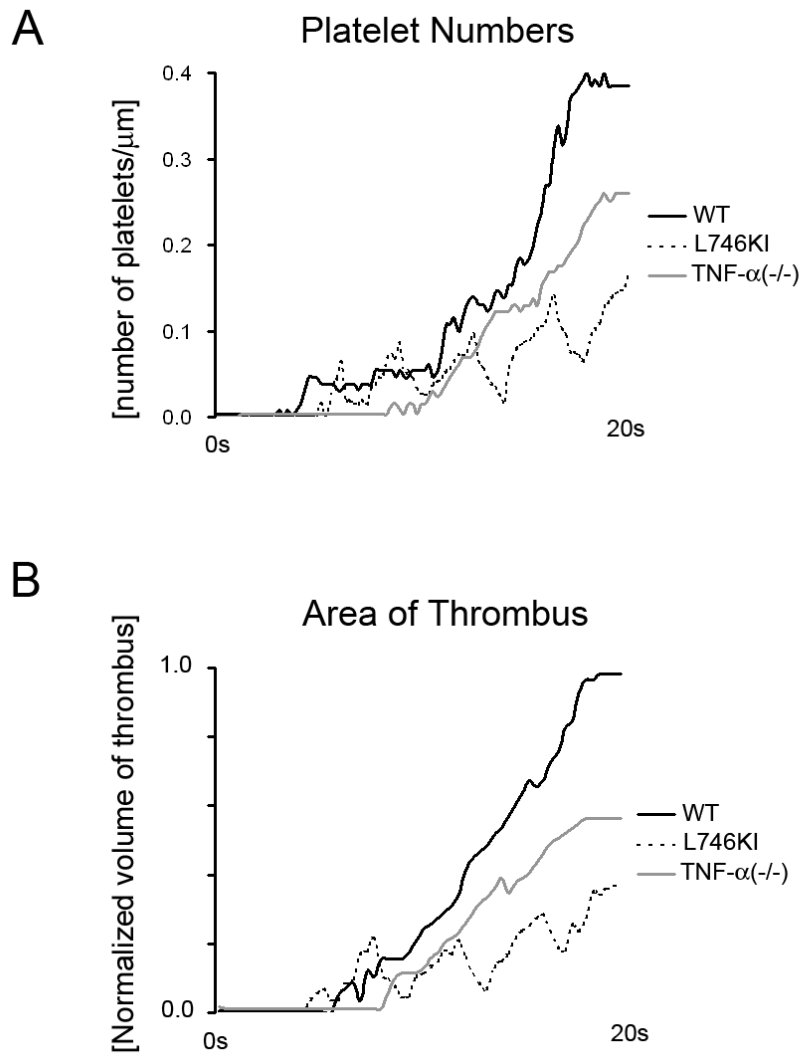 A
Platelet Numbers
[number of platelets/μm]
0.4
0.3
0.2
0.1
0.0
0s
20s
WT
L746KI
TNF-α(-/-)
B
Area of Thrombus
[Normalized volume of thrombus]
1.0
0.0
0s
20s
WT
L746KI
TNF-α(-/-)